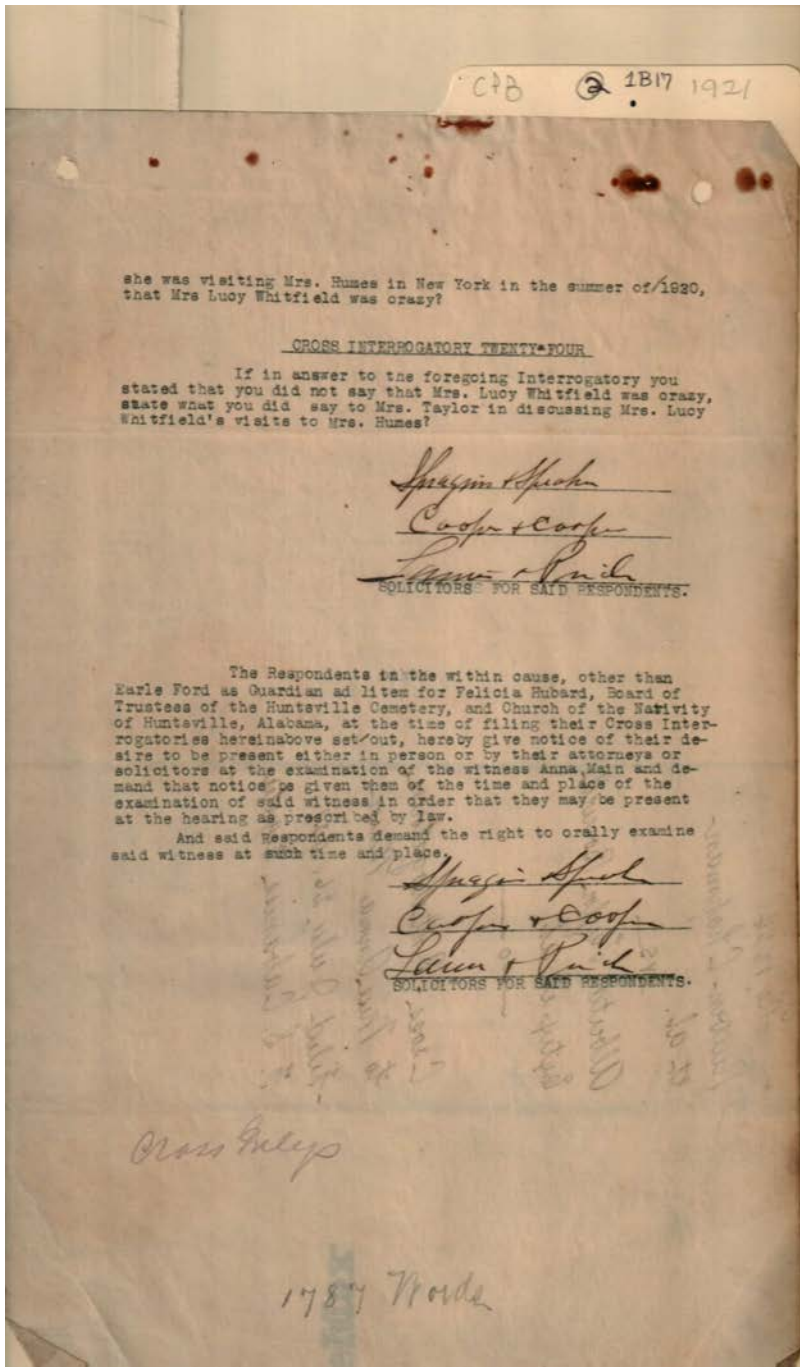 CPB ② 1B17 1921
she was visiting Mrs. Humes in New York in the summer of/1920,
that Mrs Lucy Whitfield was crazy?
CROSS INTERROGATORY TWENTY-FOUR
If in answer to the foregoing Interrogatory you
stated that you did not say that Mrs. Lucy Whitfield was crazy,
state what you did say to Mrs. Taylor in discussing Mrs. Lucy
Whitfield's visits to Mrs. Humes?
Spragins & Speake
Cooper & Cooper
Lanier & Pride
SOLICITORS FOR SAID RESPONDENTS.
The Respondents in the within cause, other than
Earle Ford as Guardian ad litem for Felicia Hubard, Board of
Trustees of the Huntsville Cemetery, and Church of the Nativity
of Huntsville, Alabama, at the time of filing their Cross Inter-
rogatories hereinabove set/out, hereby give notice of their de-
sire to be present either in person or by their attorneys or
solicitors at the examination of the witness Anna Main and de-
mand that notice be given them of the time and place of the
examination of said witness in order that they may be present
at the hearing as prescribed by law.
And said Respondents demand the right to orally examine
said witness at such time and place.
Spragins Speake
Cooper & Cooper
Lanier & Pride
SOLICITORS FOR SAID RESPONDENTS.
Cross
1787 Words